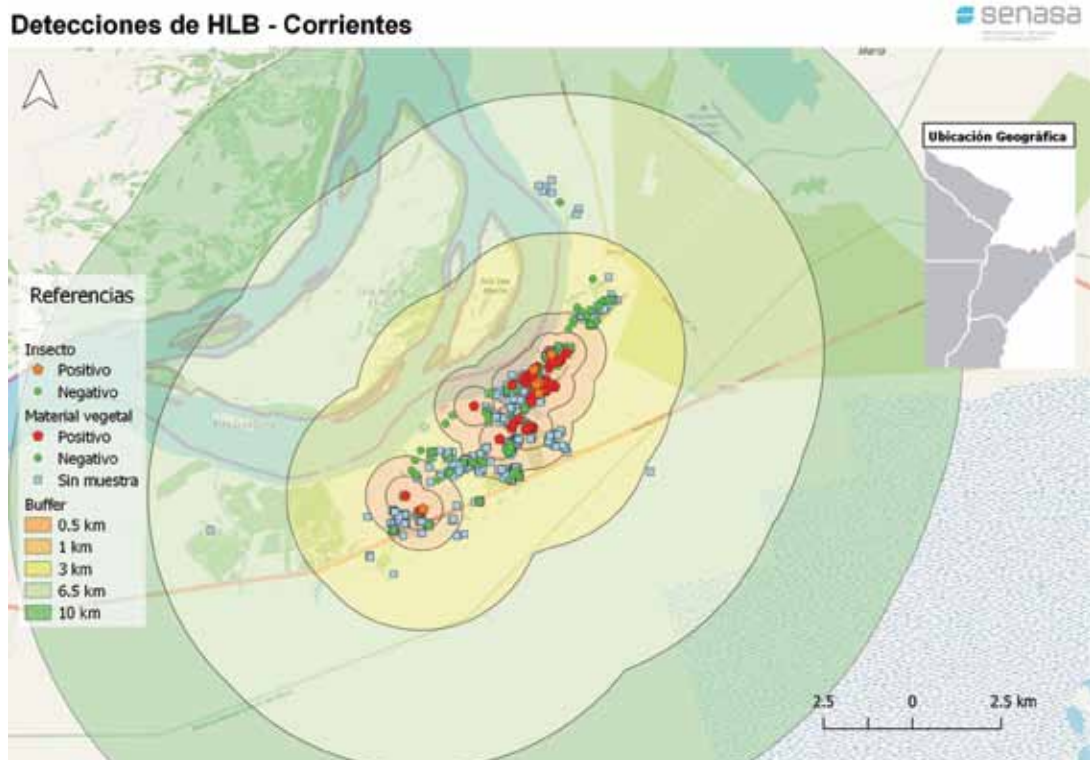 Detecciones de HLB - Corrientes
senasa
Ubicación Geográfica
Referencias
Insecto
Positivo
Negativo
Material vegetal
Positivo
Negativo
Sin muestra
Buffer
0.5 km
1 km
3 km
6.5 km
10 km
2.5 0 2.5 km